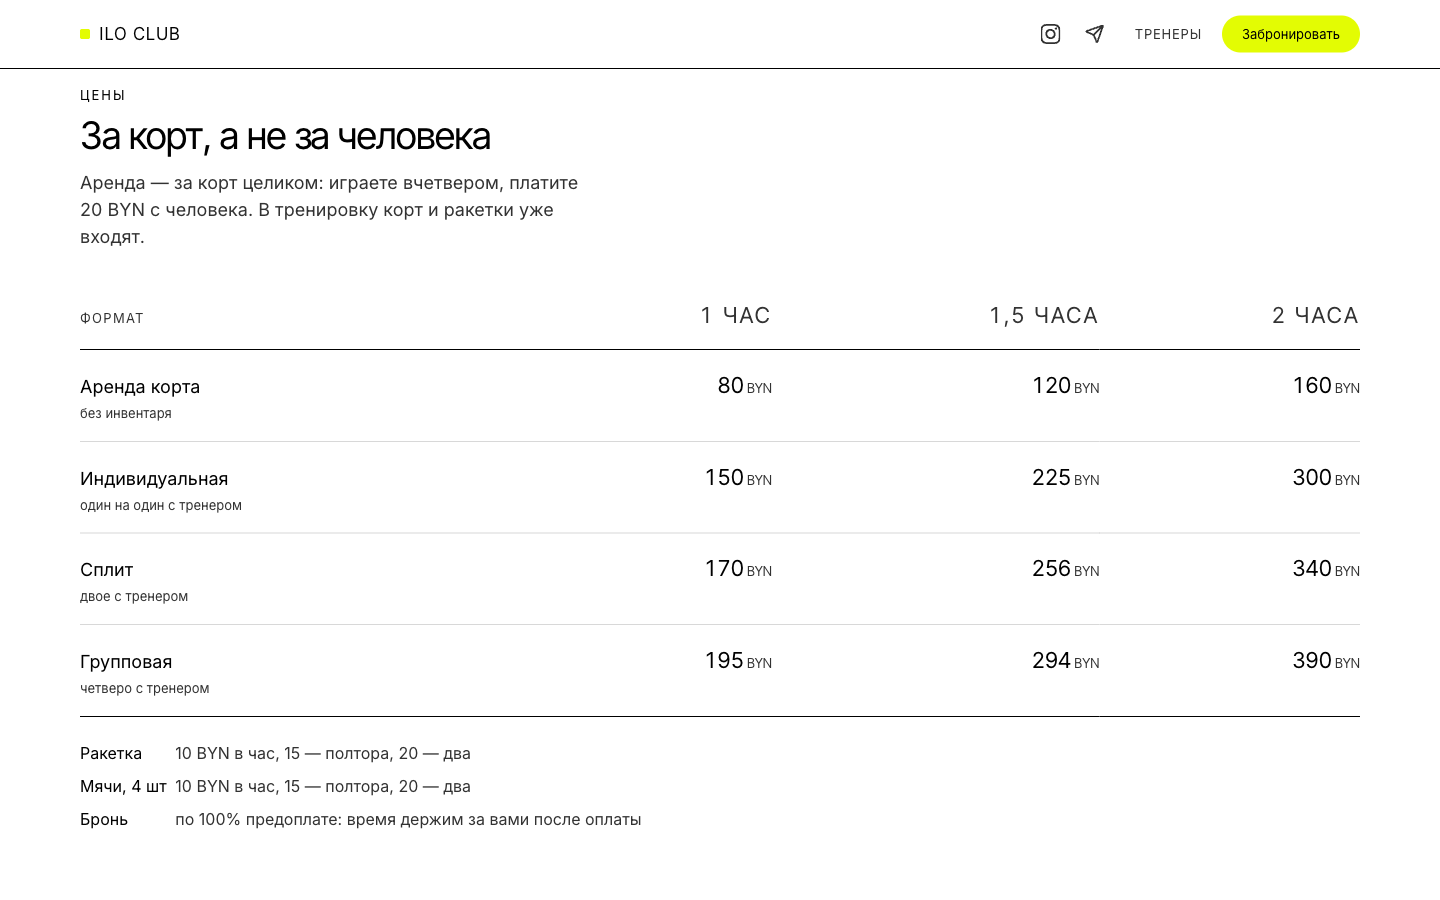 ILO CLUB
ТРЕНЕРЫ
Забронировать
ЦЕНЫ
За корт, а не за человека
Аренда — за корт целиком: играете вчетвером, платите
20 BYN с человека. В тренировку корт и ракетки уже
входят.
ФОРМАТ 1 ЧАС 1,5 ЧАСА 2 ЧАСА
Аренда корта 80 BYN 120 BYN 160 BYN
без инвентаря
Индивидуальная 150 BYN 225 BYN 300 BYN
один на один с тренером
Сплит 170 BYN 256 BYN 340 BYN
двое с тренером
Групповая 195 BYN 294 BYN 390 BYN
четверо с тренером
Ракетка 10 BYN в час, 15 — полтора, 20 — два
Мячи, 4 шт 10 BYN в час, 15 — полтора, 20 — два
Бронь по 100% предоплате: время держим за вами после оплаты